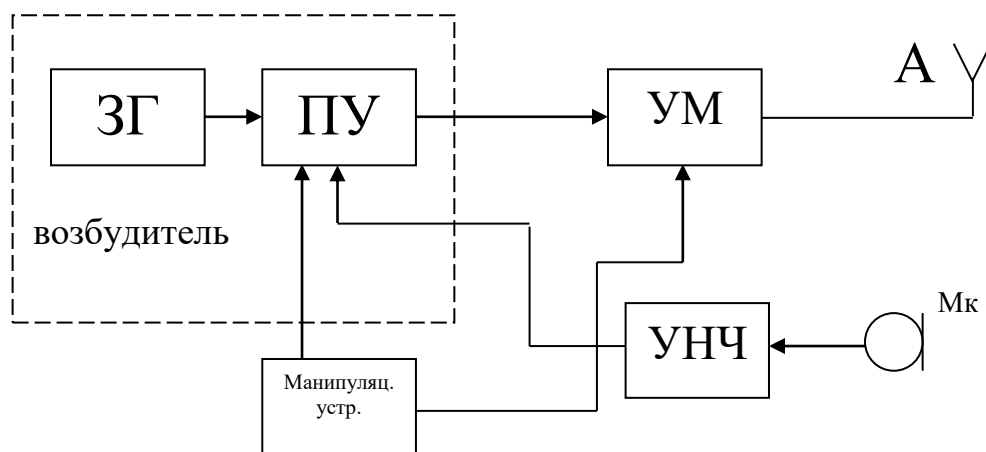 ЗГ
ПУ
УМ
А
возбудитель
УНЧ
Мк
Манипуляц.
устр.